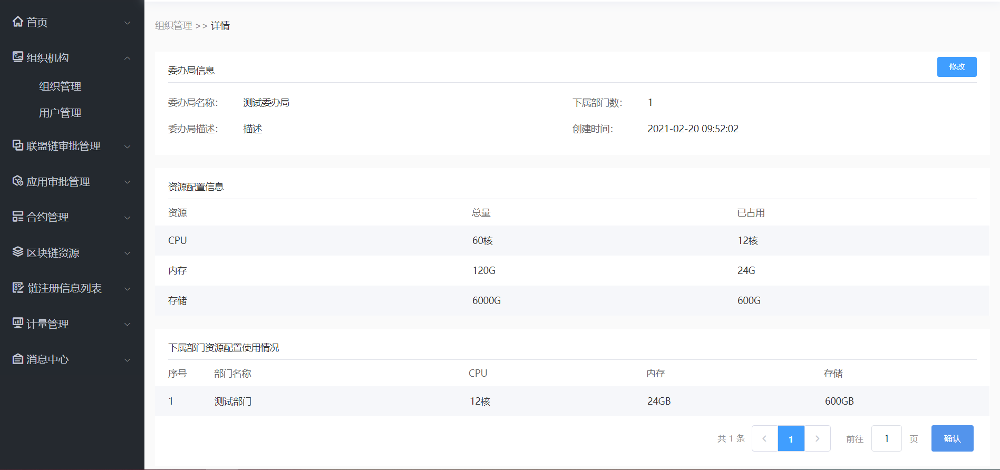 首页
组织机构
组织管理
用户管理
联盟链审批管理
应用审批管理
合约管理
区块链资源
链注册信息列表
计量管理
消息中心
组织管理 >> 详情
委办局信息
修改
委办局名称： 测试委办局 下属部门数： 1
委办局描述： 描述 创建时间： 2021-02-20 09:52:02
资源配置信息
资源 总量 已占用
CPU 60核 12核
内存 120G 24G
存储 6000G 600G
下属部门资源配置使用情况
序号 部门名称 CPU 内存 存储
1 测试部门 12核 24GB 600GB
共 1 条 1 前往 1 页 确认